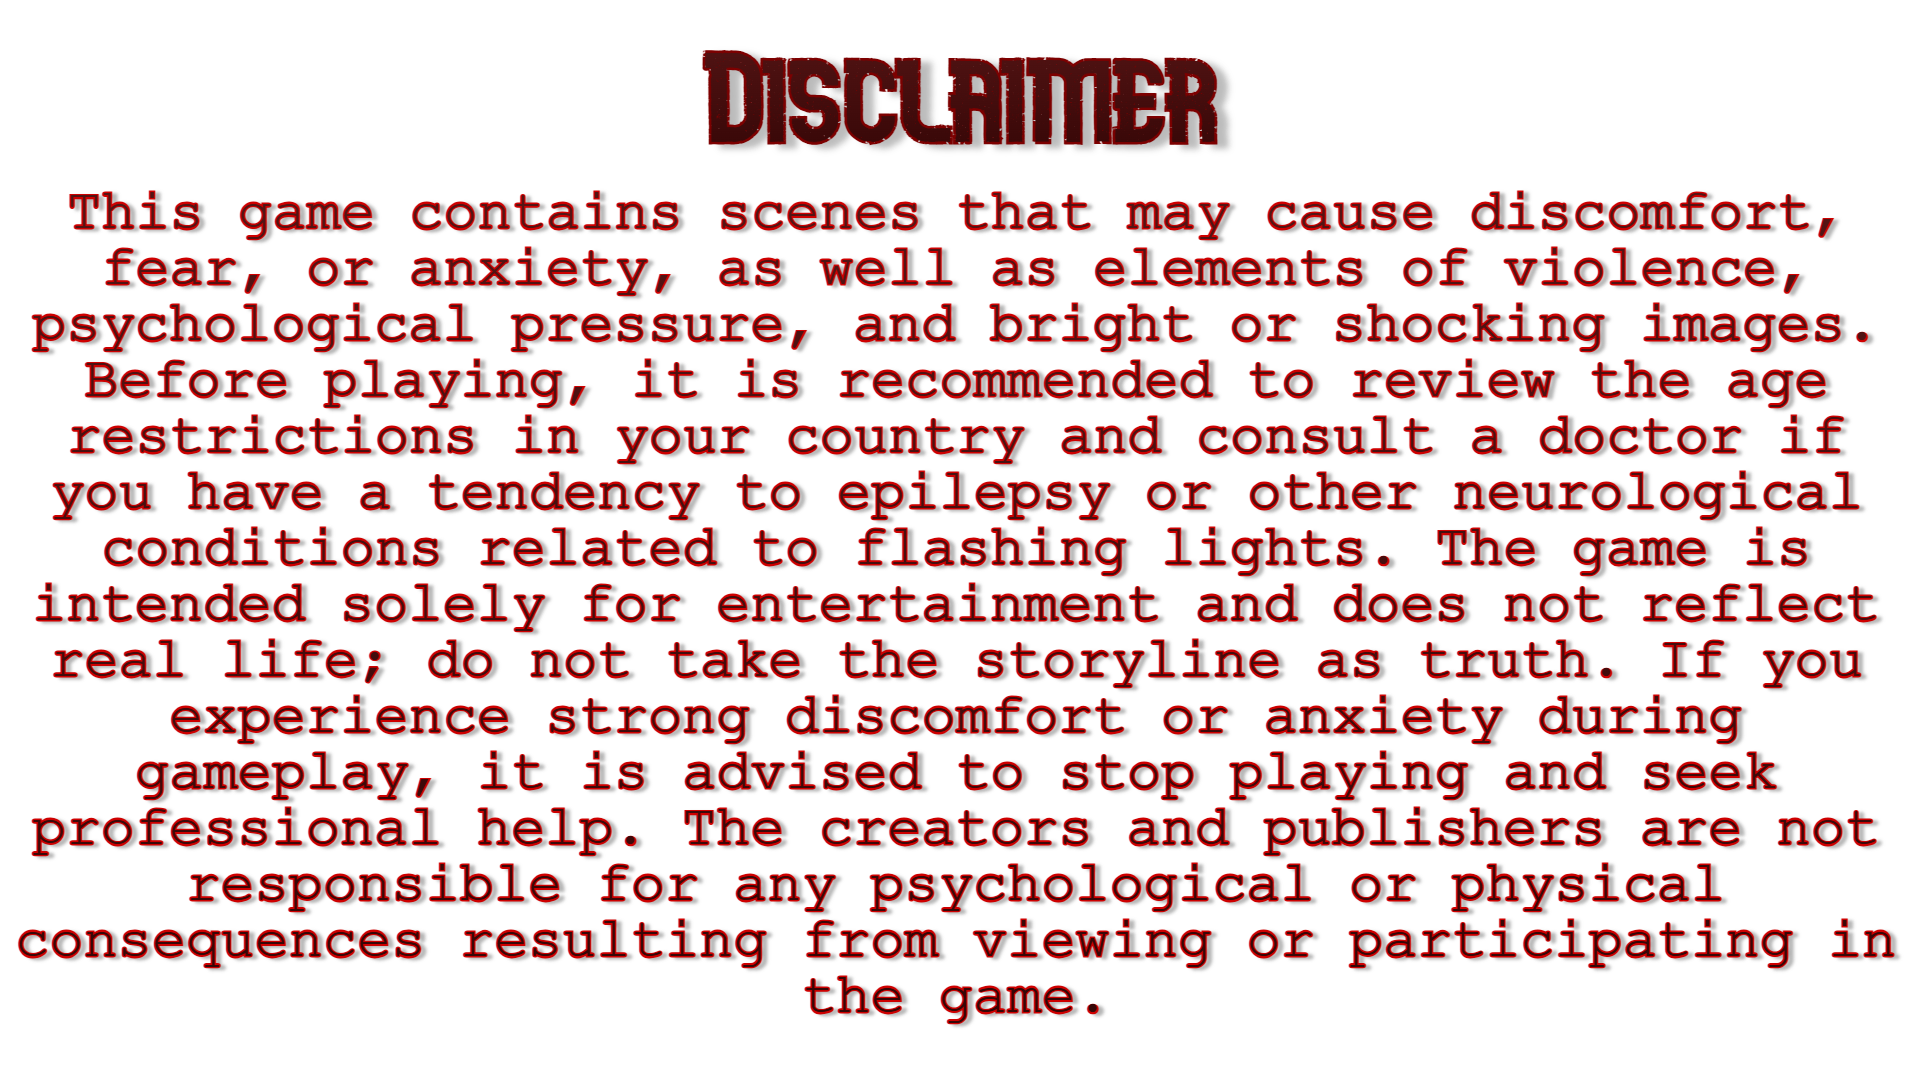 Disclaimer
This game contains scenes that may cause discomfort,
fear, or anxiety, as well as elements of violence,
psychological pressure, and bright or shocking images.
Before playing, it is recommended to review the age
restrictions in your country and consult a doctor if
you have a tendency to epilepsy or other neurological
conditions related to flashing lights. The game is
intended solely for entertainment and does not reflect
real life; do not take the storyline as truth. If you
experience strong discomfort or anxiety during
gameplay, it is advised to stop playing and seek
professional help. The creators and publishers are not
responsible for any psychological or physical
consequences resulting from viewing or participating in
the game.